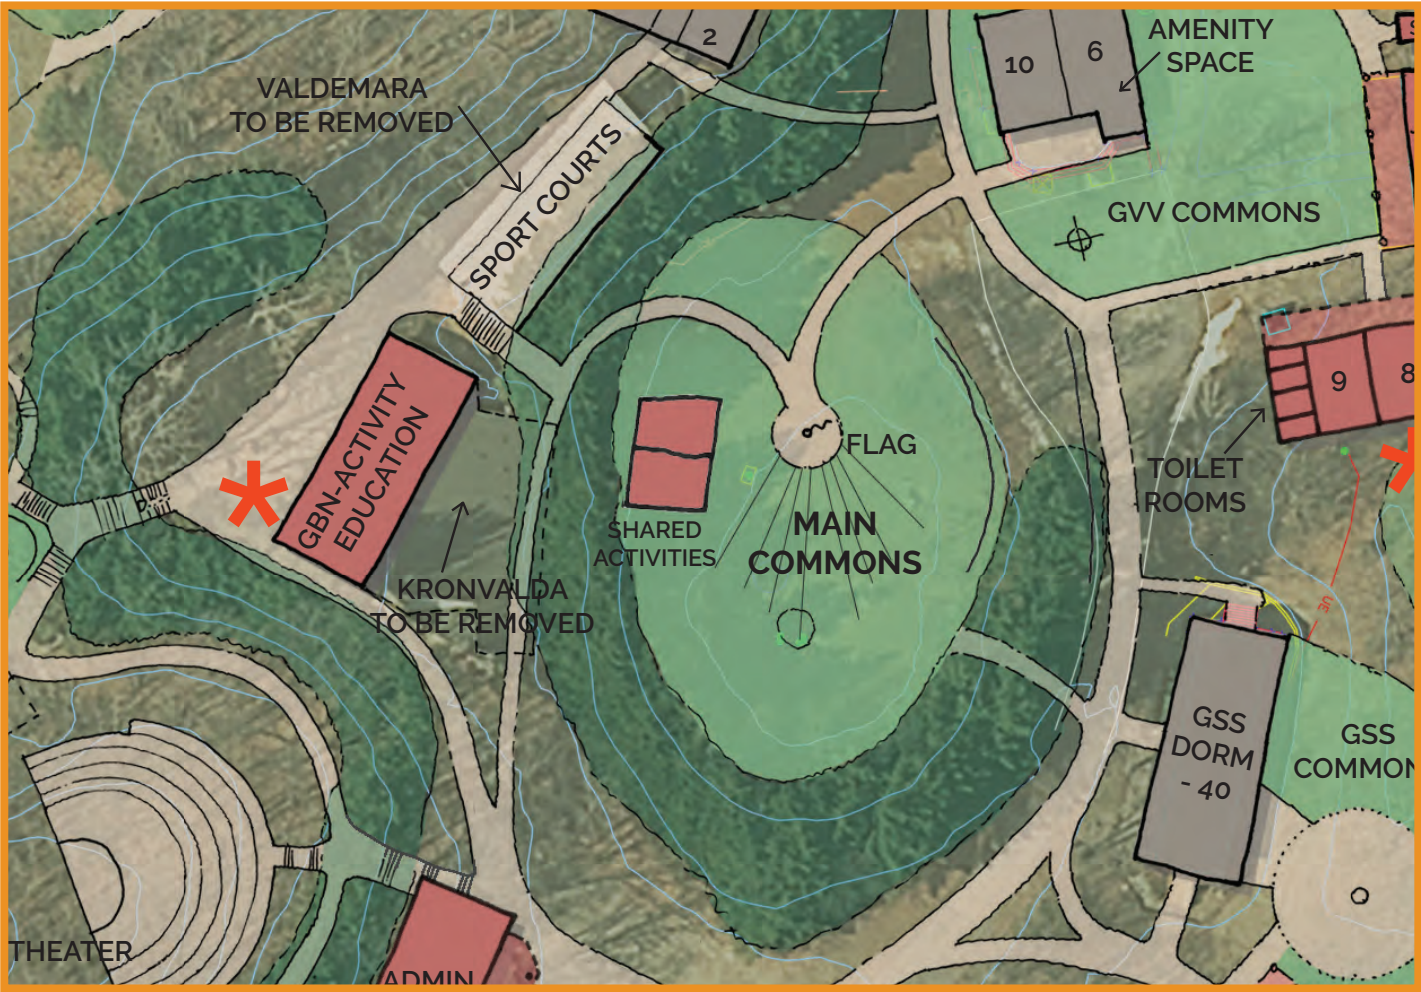 2
VALDEMARA
TO BE REMOVED
SPORT COURTS
10
6
AMENITY
SPACE
GVV COMMONS
9
8
TOILET
ROOMS
GBN-ACTIVITY
EDUCATION
FLAG
MAIN
COMMONS
SHARED
ACTIVITIES
KRONVALDA
TO BE REMOVED
UE
GSS
DORM
- 40
GSS
COMMON
THEATER
ADMIN